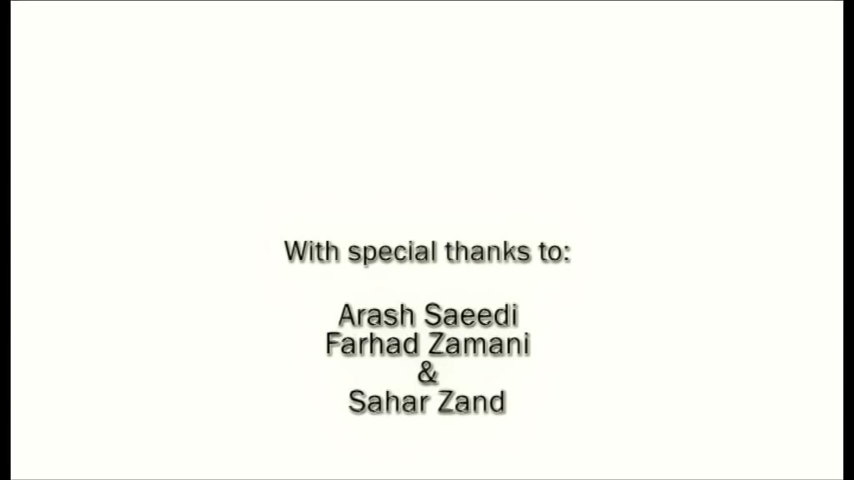 With special thanks to:
Arash Saeedi
Farhad Zamani
&
Sahar Zand